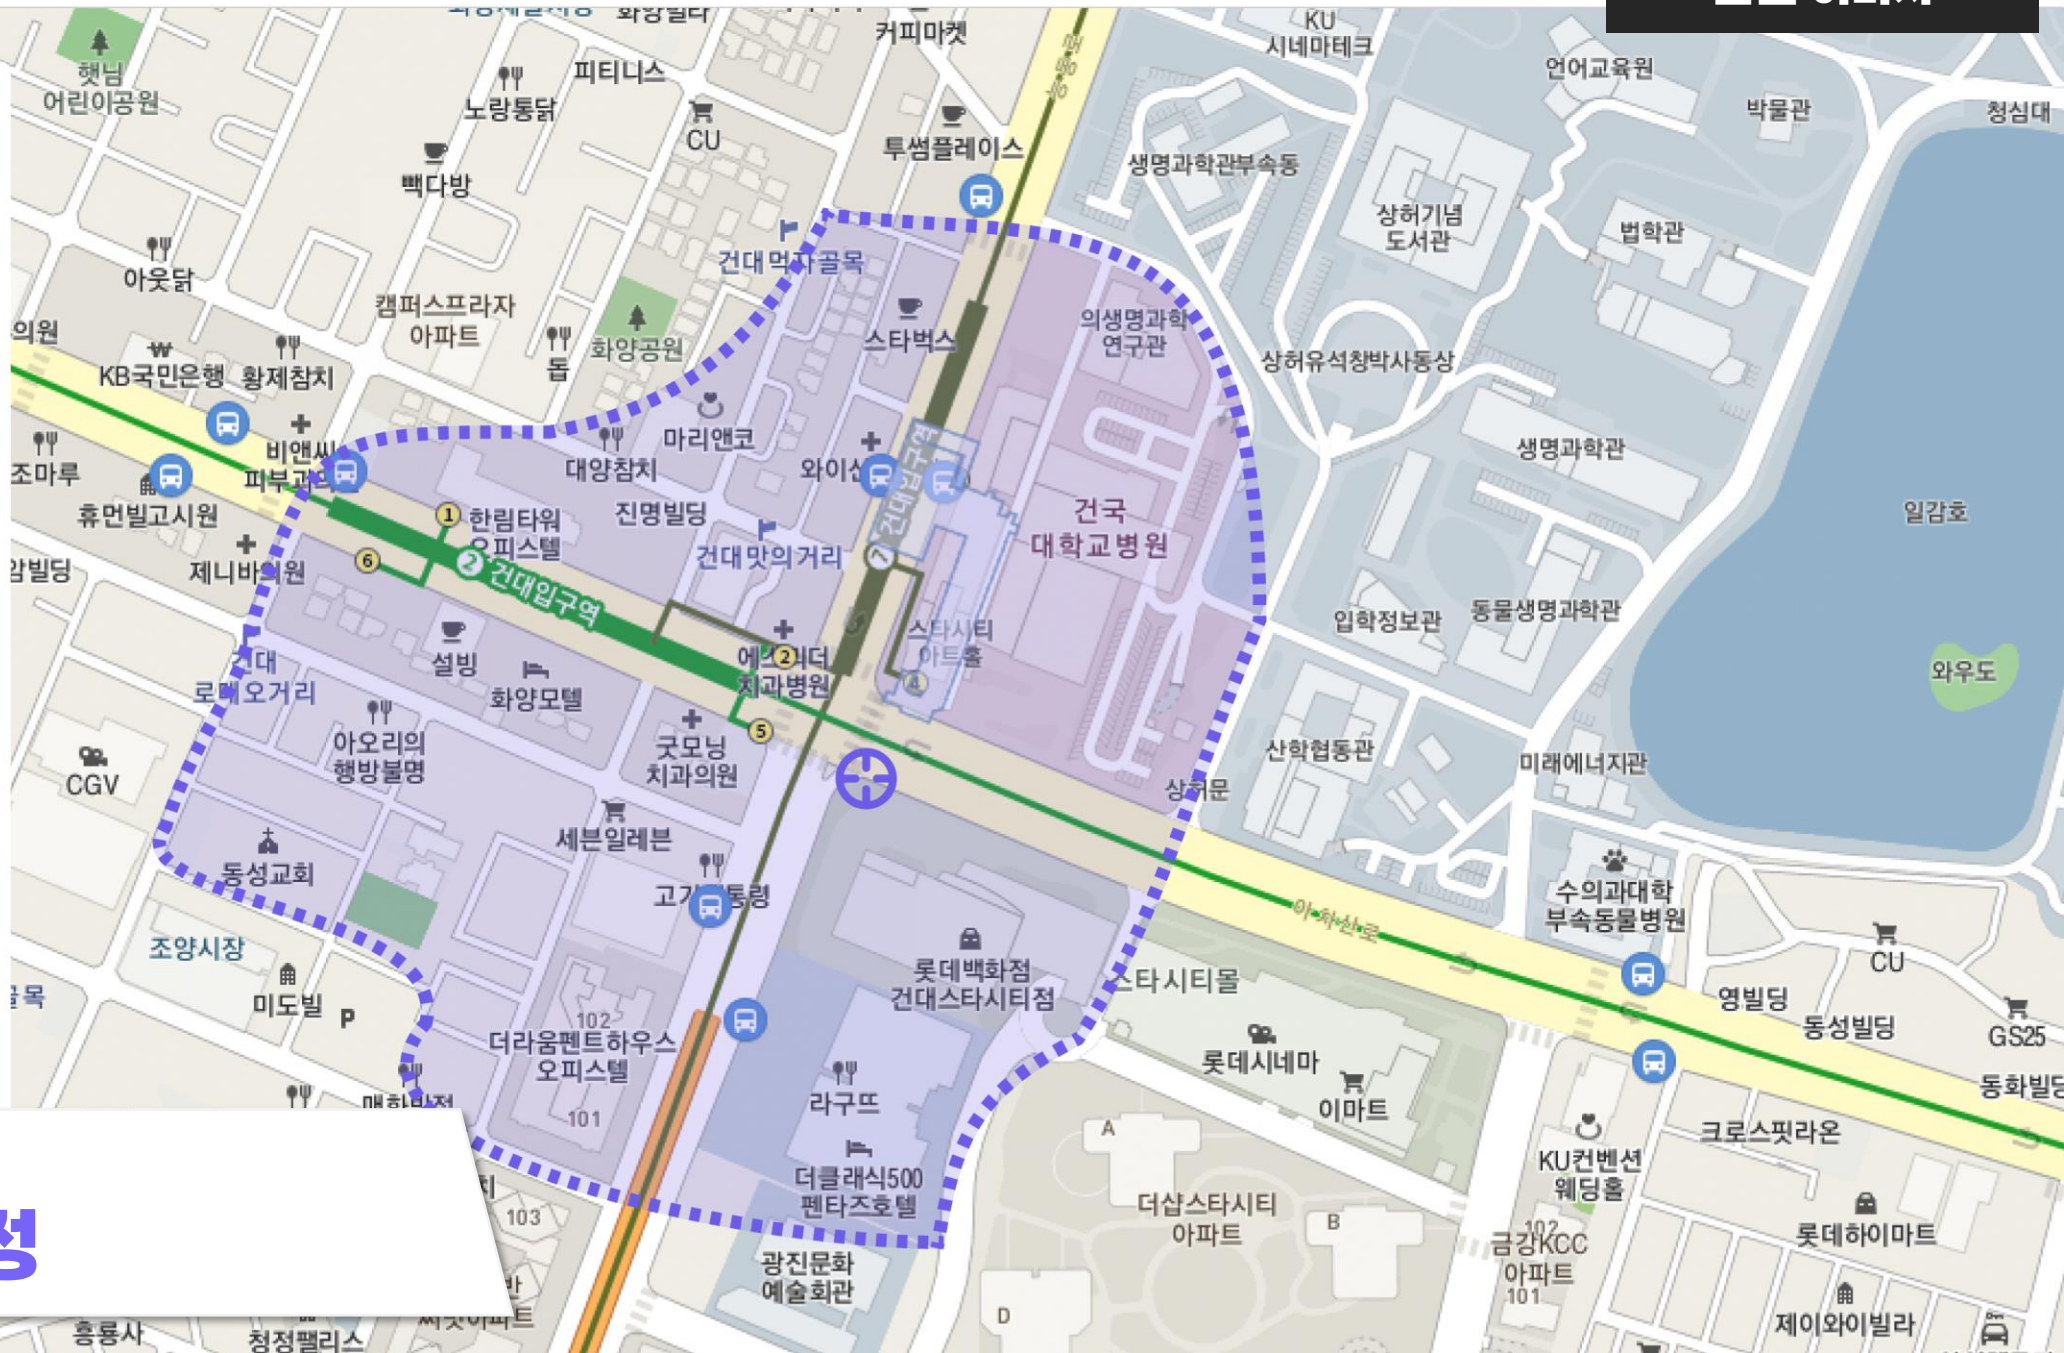 화양빌라
커피마켓
KU
시네마테크
언어교육원
박물관
청심대
햇님
어린이공원
노랑통닭
피티니스
CU
투썸플레이스
능동로
빽다방
생명과학관부속동
상허기념
도서관
법학관
아웃닭
건대먹자골목
캠퍼스프라자
아파트
돕
화양공원
스타벅스
의생명과학
연구관
상허유석창박사동상
의원
KB국민은행
황제참치
마리앤코
비앤씨
대양참치
생명과학관
조마루
휴먼빌고시원
1
한림타워
오피스텔
진명빌딩
건대입구역
건국
대학교병원
일감호
6
제니바의원
2
건대입구역
건대맛의거리
7
암빌딩
입학정보관
동물생명과학관
설빙
화양모텔
2
치과병원
스타시티
아트홀
4
와우도
건대
로데오거리
5
아오리의
행방불명
굿모닝
치과의원
CGV
산학협동관
미래에너지관
상허문
동성교회
세븐일레븐
수의과대학
부속동물병원
아차산로
CU
조양시장
미도빌
P
롯데백화점
건대스타시티점
스타시티몰
영빌딩
동성빌딩
GS25
102
더라움펜트하우스
오피스텔
101
라구뜨
롯데시네마
이마트
A
크로스핏라온
더클래식500
펜타즈호텔
KU컨벤션
웨딩홀
103
더샵스타시티
아파트
B
102
금강KCC
아파트
101
롯데하이마트
광진문화
예술회관
D
제이와이빌라
흥룡사
청정팰리스